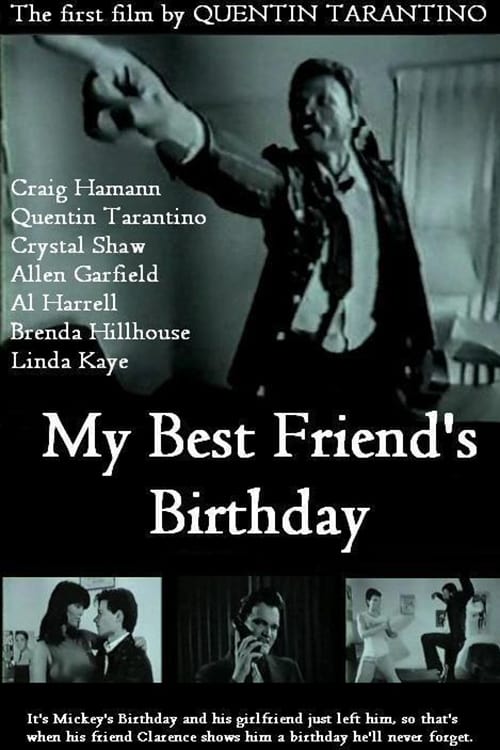 The first film by QUENTIN TARANTINO
Craig Hamann
Quentin Tarantino
Crystal Shaw
Allen Garfield
Al Harrell
Brenda Hillhouse
Linda Kaye
My Best Friend's
Birthday
It's Mickey's Birthday and his girlfriend just left him, so that's
when his friend Clarence shows him a birthday he'll never forget.